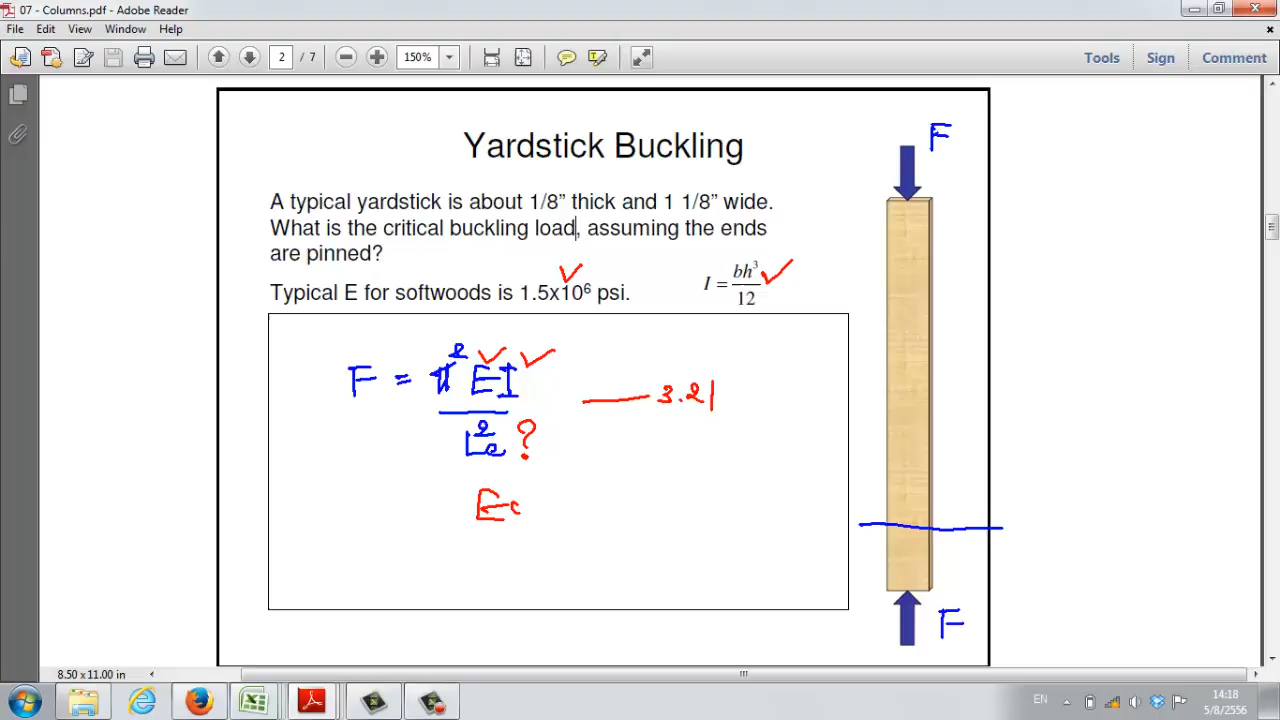 07 - Columns.pdf - Adobe Reader
File Edit View Window Help
2 / 7 150% Tools Sign Comment
Yardstick Buckling
A typical yardstick is about 1/8” thick and 1 1/8” wide.
What is the critical buckling load, assuming the ends
are pinned?
Typical E for softwoods is 1.5x10⁶ psi.
I = bh³/12
F
F = π²EI/Le² ?
3.21
Ec
F
8.50 x 11.00 in
EN 14:18
5/8/2556